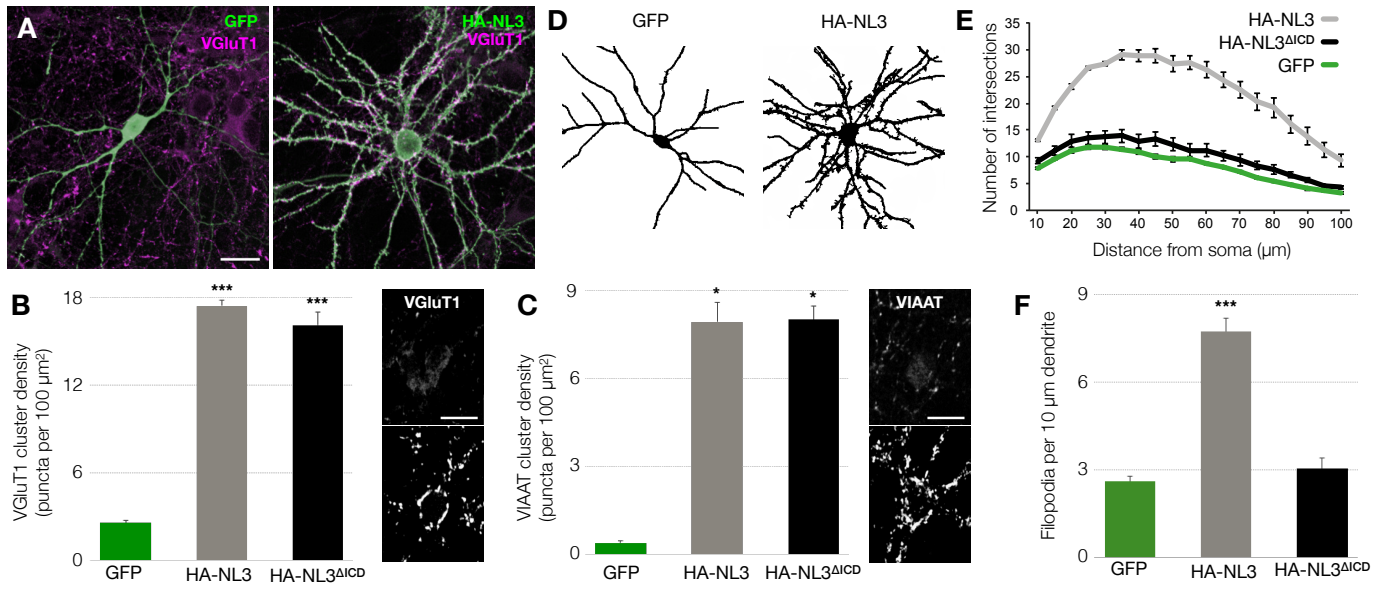 A
GFP
VGluT1
HA-NL3
VGluT1
D
GFP
HA-NL3
E
35
30
25
20
15
10
5
0
Number of intersections
10 20 30 40 50 60 70 80 90 100
Distance from soma (µm)
HA-NL3
HA-NL3ΔICD
GFP
B
18
12
6
0
VGluT1 cluster density
(puncta per 100 µm²)
***
***
GFP
HA-NL3
HA-NL3ΔICD
VGluT1
C
9
6
3
0
VIAAT cluster density
(puncta per 100 µm²)
*
*
GFP
HA-NL3
HA-NL3ΔICD
VIAAT
F
9
6
3
0
Filopodia per 10 µm dendrite
***
GFP
HA-NL3
HA-NL3ΔICD